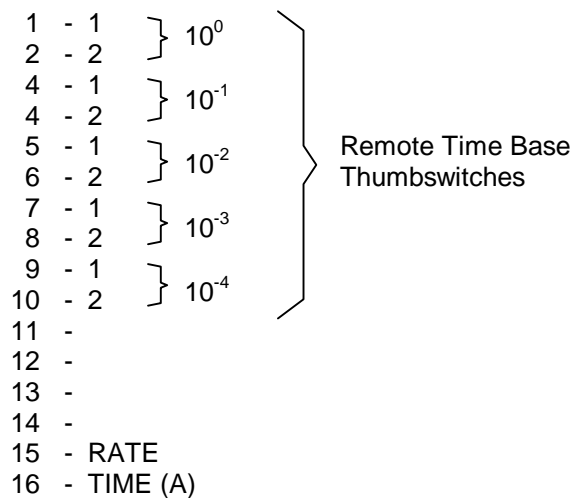 1 - 1
2 - 2
10⁰
4 - 1
4 - 2
10⁻¹
5 - 1
6 - 2
10⁻²
7 - 1
8 - 2
10⁻³
9 - 1
10 - 2
10⁻⁴
Remote Time Base
Thumbswitches
11 -
12 -
13 -
14 -
15 - RATE
16 - TIME (A)